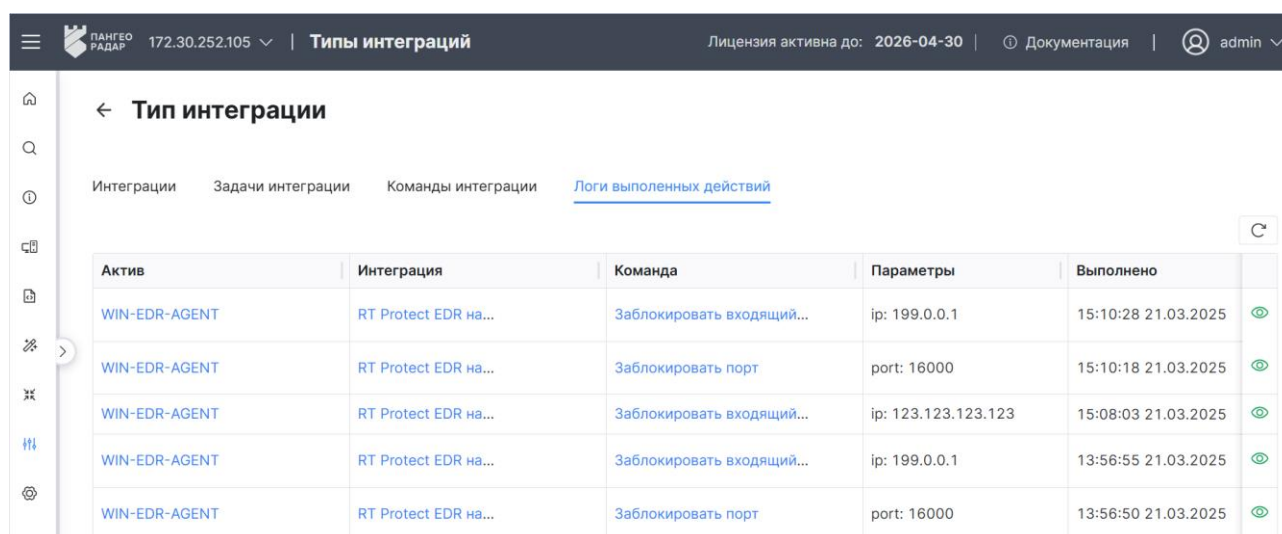 ПАНГЕО РАДАР 172.30.252.105 | Типы интеграций Лицензия активна до: 2026-04-30 | Документация | admin
Тип интеграции
Интеграции Задачи интеграции Команды интеграции Логи выполенных действий
Актив Интеграция Команда Параметры Выполнено
WIN-EDR-AGENT RT Protect EDR на... Заблокировать входящий... ip: 199.0.0.1 15:10:28 21.03.2025
WIN-EDR-AGENT RT Protect EDR на... Заблокировать порт port: 16000 15:10:18 21.03.2025
WIN-EDR-AGENT RT Protect EDR на... Заблокировать входящий... ip: 123.123.123.123 15:08:03 21.03.2025
WIN-EDR-AGENT RT Protect EDR на... Заблокировать входящий... ip: 199.0.0.1 13:56:55 21.03.2025
WIN-EDR-AGENT RT Protect EDR на... Заблокировать порт port: 16000 13:56:50 21.03.2025